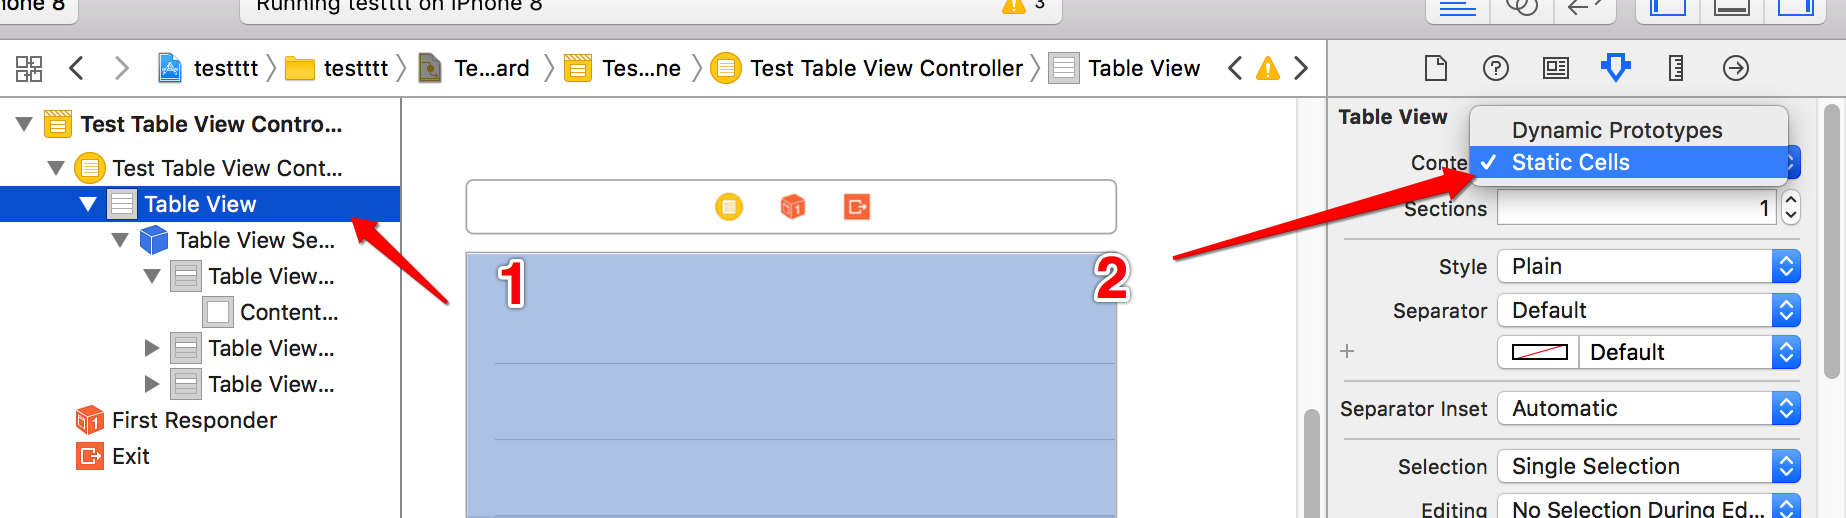 hone 8
Running testttt on iPhone 8
3
testttt
testttt
Te...ard
Tes...ne
Test Table View Controller
Table View
Test Table View Contro...
Test Table View Cont...
Table View
Table View Se...
Table View...
Content...
Table View...
Table View...
First Responder
Exit
1
2
Table View
Dynamic Prototypes
Conte
✓ Static Cells
Sections
1
Style
Plain
Separator
Default
+
Default
Separator Inset
Automatic
Selection
Single Selection
Editing
No Selection During Ed...